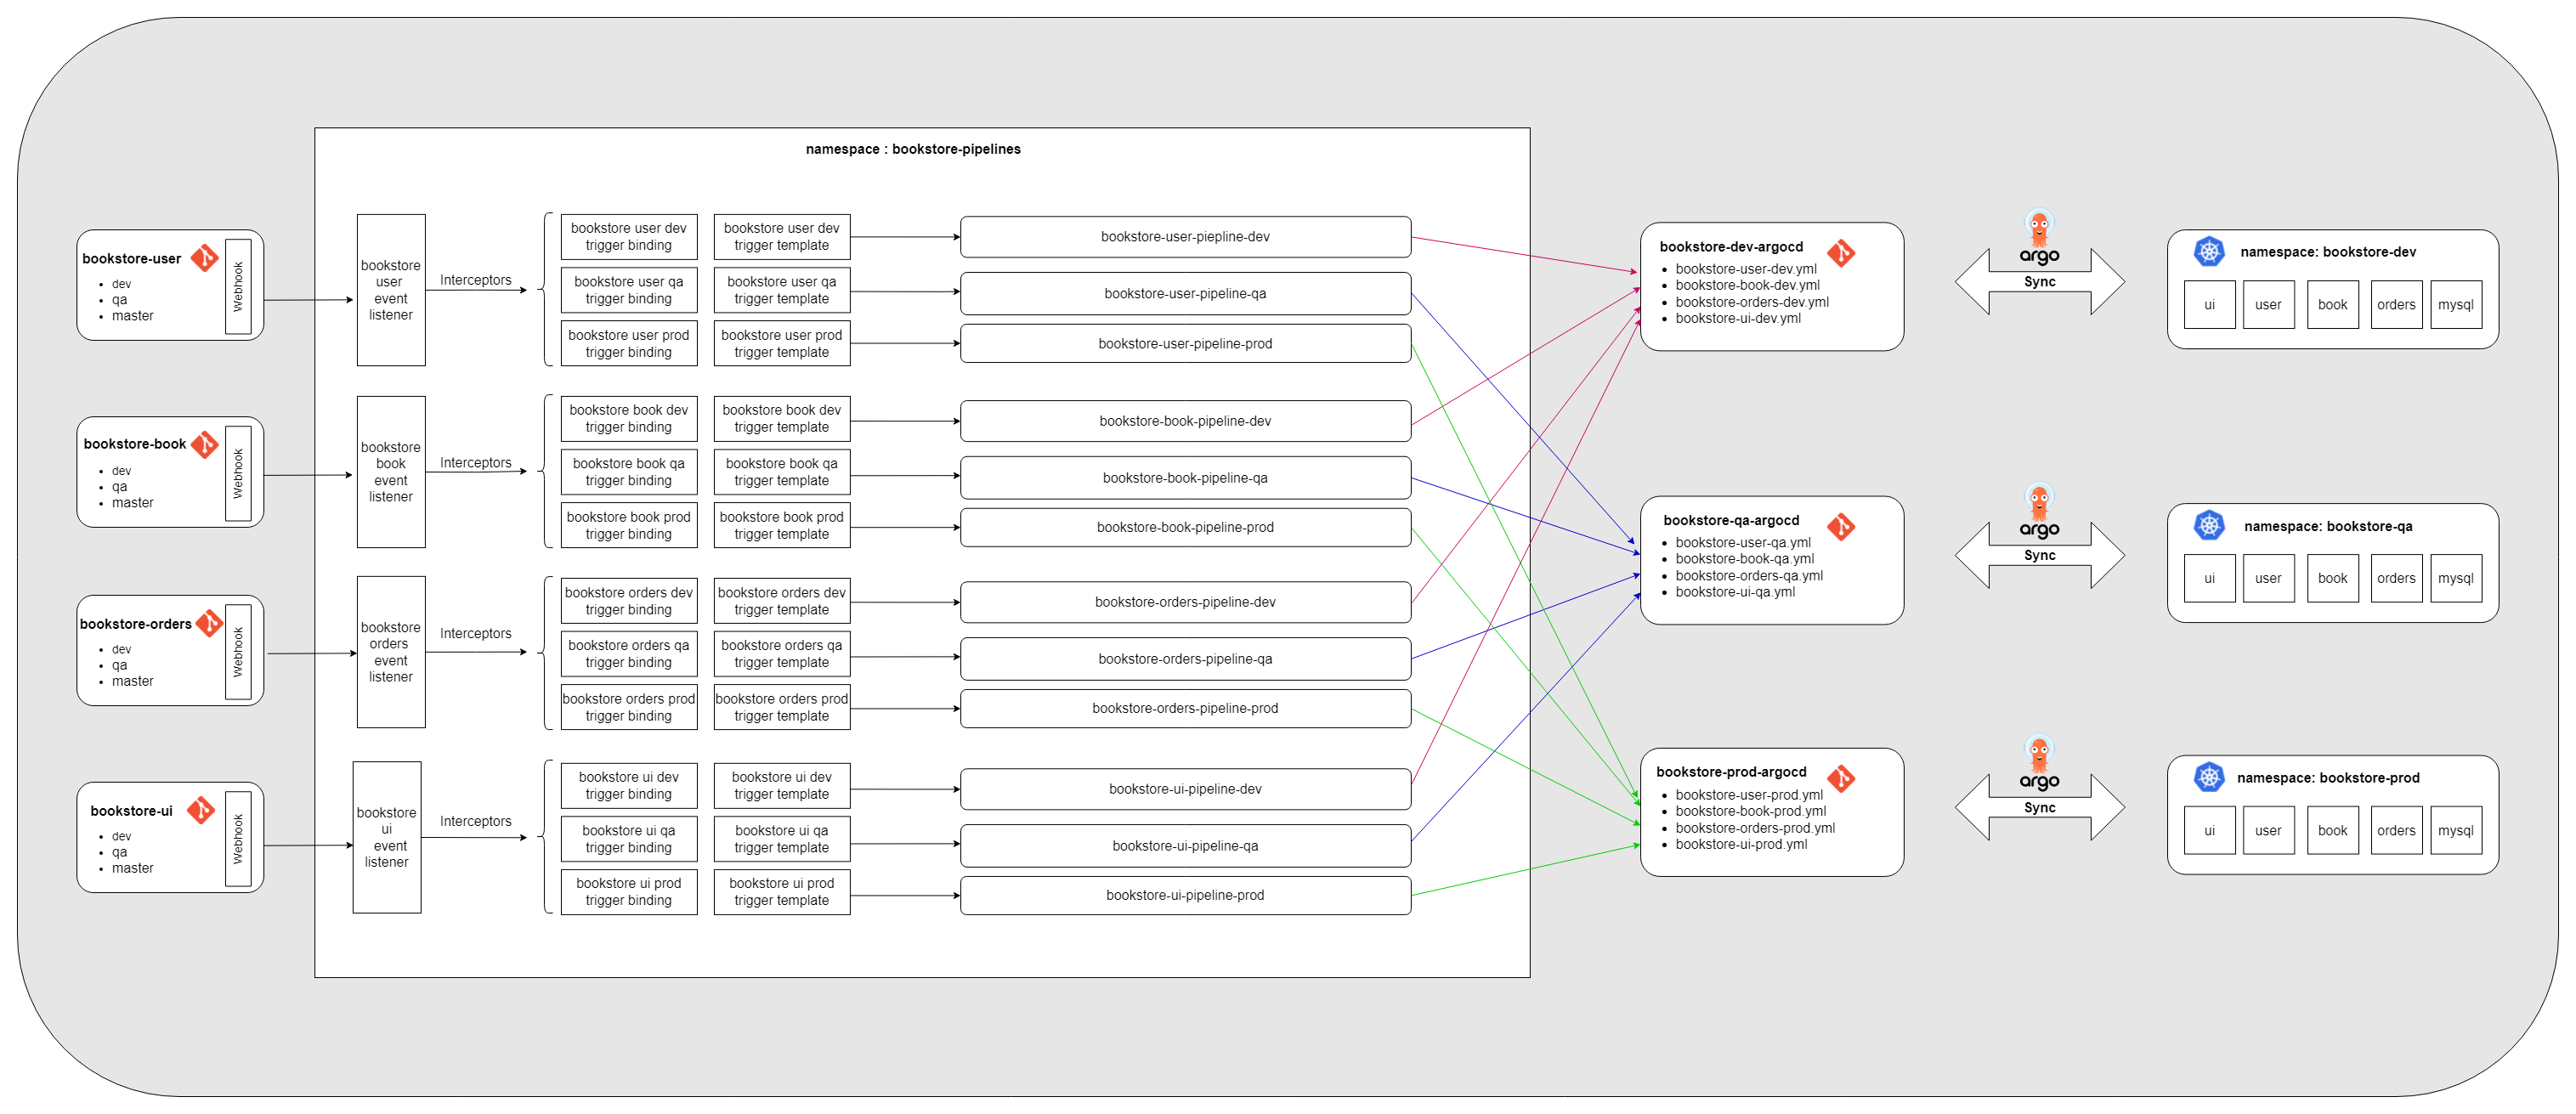 namespace : bookstore-pipelines
bookstore-user
dev
qa
master
Webhook
bookstore
user
event
listener
Interceptors
bookstore user dev
trigger binding
bookstore user dev
trigger template
bookstore-user-piepline-dev
bookstore user qa
trigger binding
bookstore user qa
trigger template
bookstore-user-pipeline-qa
bookstore user prod
trigger binding
bookstore user prod
trigger template
bookstore-user-pipeline-prod
bookstore-book
dev
qa
master
Webhook
bookstore
book
event
listener
Interceptors
bookstore book dev
trigger binding
bookstore book dev
trigger template
bookstore-book-pipeline-dev
bookstore book qa
trigger binding
bookstore book qa
trigger template
bookstore-book-pipeline-qa
bookstore book prod
trigger binding
bookstore book prod
trigger template
bookstore-book-pipeline-prod
bookstore-orders
dev
qa
master
Webhook
bookstore
orders
event
listener
Interceptors
bookstore orders dev
trigger binding
bookstore orders dev
trigger template
bookstore-orders-pipeline-dev
bookstore orders qa
trigger binding
bookstore orders qa
trigger template
bookstore-orders-pipeline-qa
bookstore orders prod
trigger binding
bookstore orders prod
trigger template
bookstore-orders-pipeline-prod
bookstore-ui
dev
qa
master
Webhook
bookstore
ui
event
listener
Interceptors
bookstore ui dev
trigger binding
bookstore ui dev
trigger template
bookstore-ui-pipeline-dev
bookstore ui qa
trigger binding
bookstore ui qa
trigger template
bookstore-ui-pipeline-qa
bookstore ui prod
trigger binding
bookstore ui prod
trigger template
bookstore-ui-pipeline-prod
bookstore-dev-argocd
bookstore-user-dev.yml
bookstore-book-dev.yml
bookstore-orders-dev.yml
bookstore-ui-dev.yml
argo
Sync
namespace: bookstore-dev
ui
user
book
orders
mysql
bookstore-qa-argocd
bookstore-user-qa.yml
bookstore-book-qa.yml
bookstore-orders-qa.yml
bookstore-ui-qa.yml
argo
Sync
namespace: bookstore-qa
ui
user
book
orders
mysql
bookstore-prod-argocd
bookstore-user-prod.yml
bookstore-book-prod.yml
bookstore-orders-prod.yml
bookstore-ui-prod.yml
argo
Sync
namespace: bookstore-prod
ui
user
book
orders
mysql